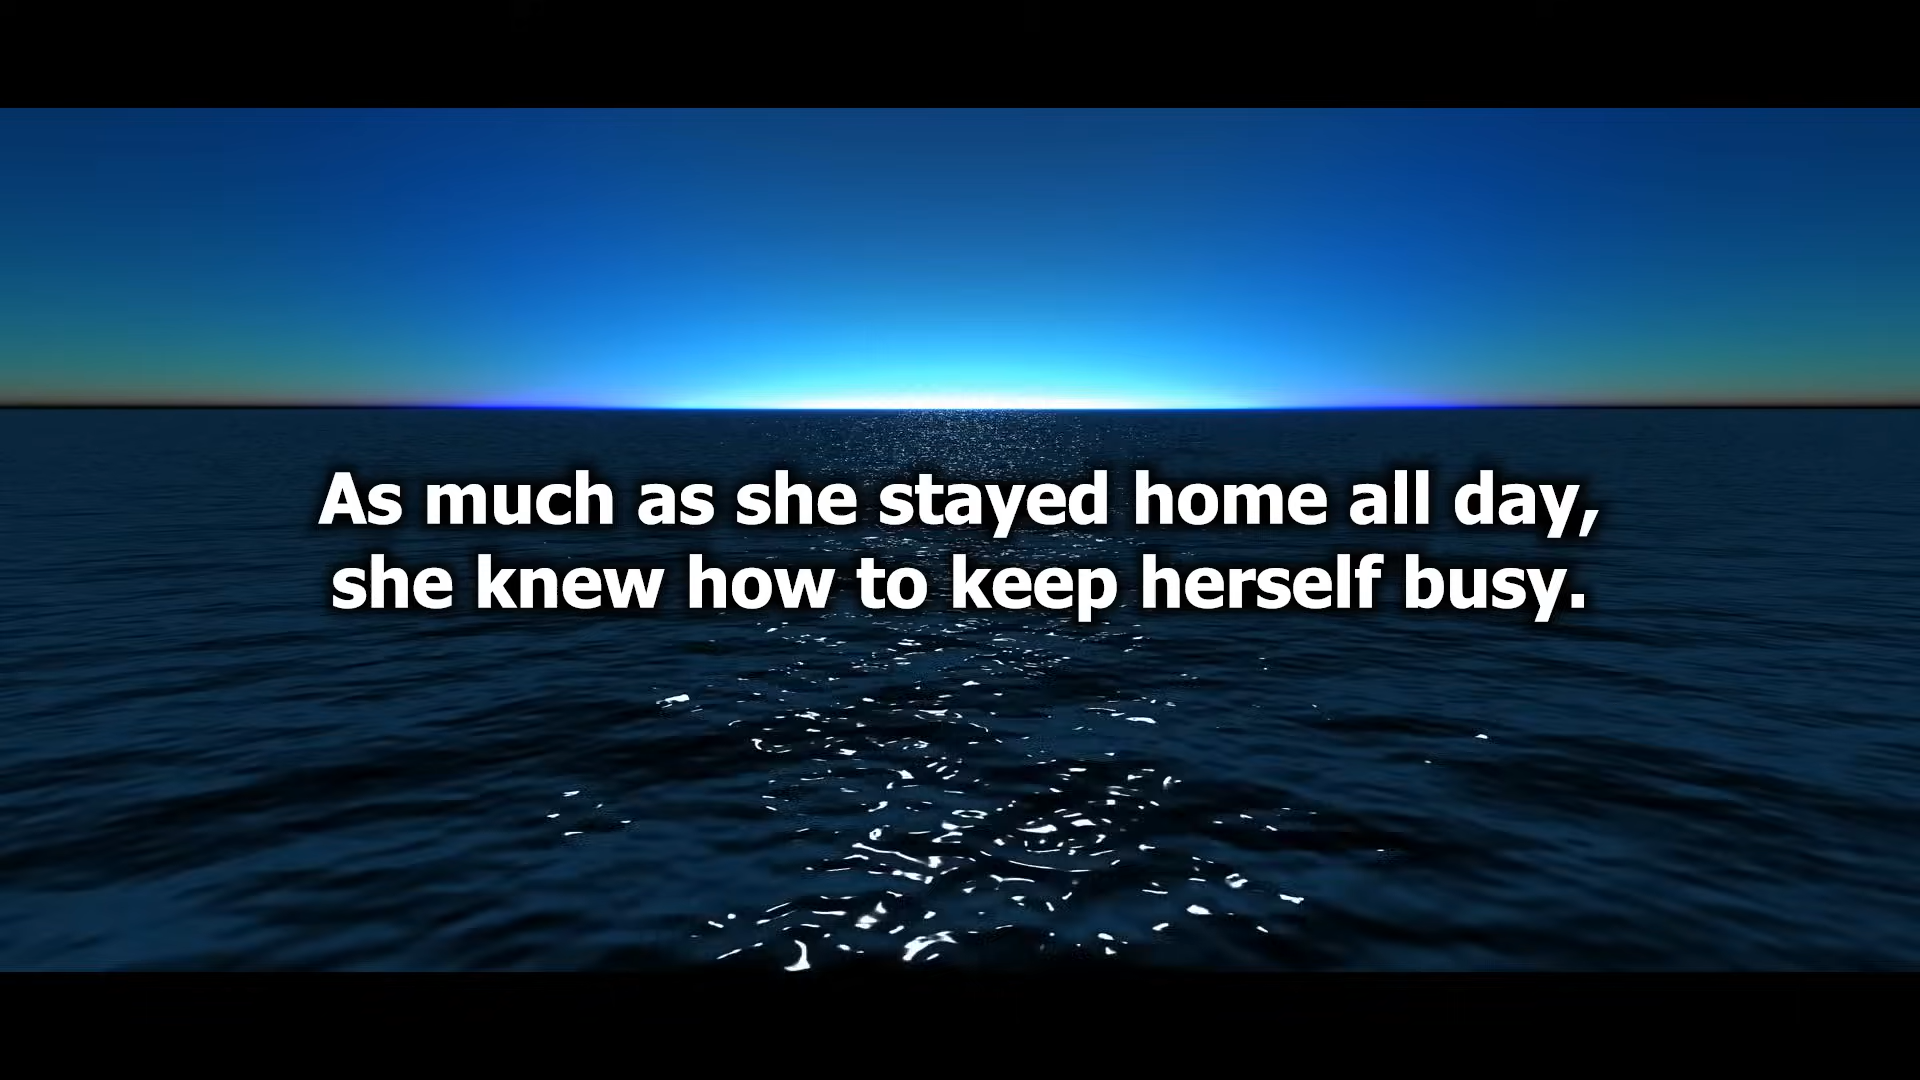 As much as she stayed home all day,
she knew how to keep herself busy.